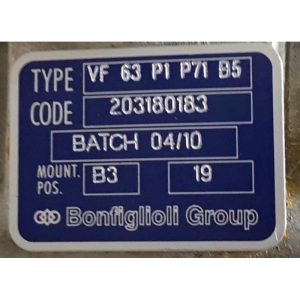 TYPE VF 63 P1 P71 B5
CODE 203180183
BATCH 04/10
MOUNT. POS. B3 19
Bonfiglioli Group